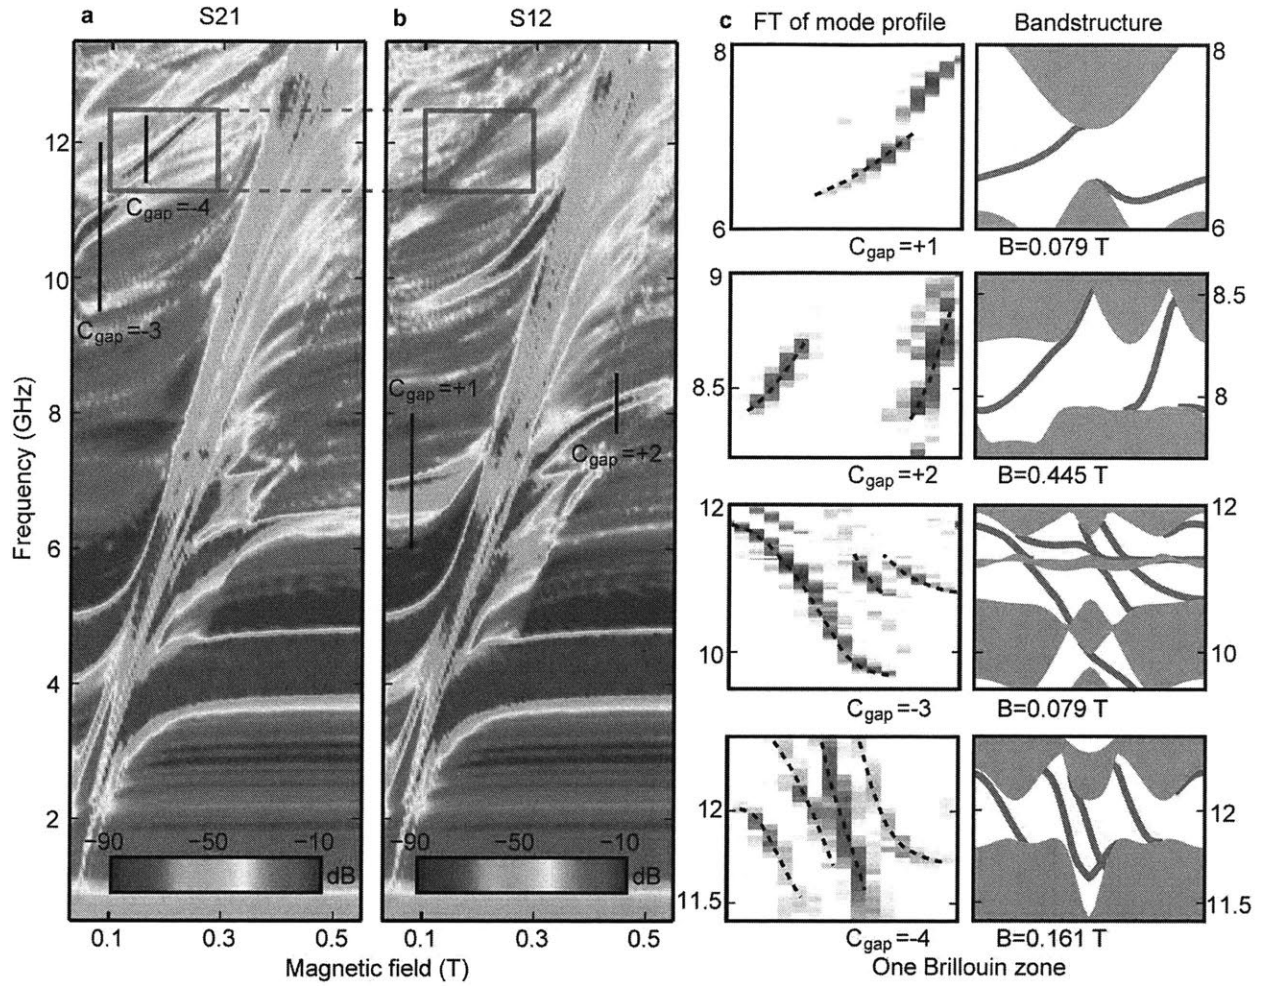 a S21
b S12
c FT of mode profile Bandstructure
Frequency (GHz)
12
10
8
6
4
2
C_gap=-4
C_gap=-3
C_gap=+1
C_gap=+2
−90 −50 −10
dB
−90 −50 −10
dB
0.1 0.3 0.5
0.1 0.3 0.5
Magnetic field (T)
8 8
6 6
C_gap=+1 B=0.079 T
9
8.5 8.5
8
C_gap=+2 B=0.445 T
12 12
10 10
C_gap=-3 B=0.079 T
12 12
11.5 11.5
C_gap=-4 B=0.161 T
One Brillouin zone